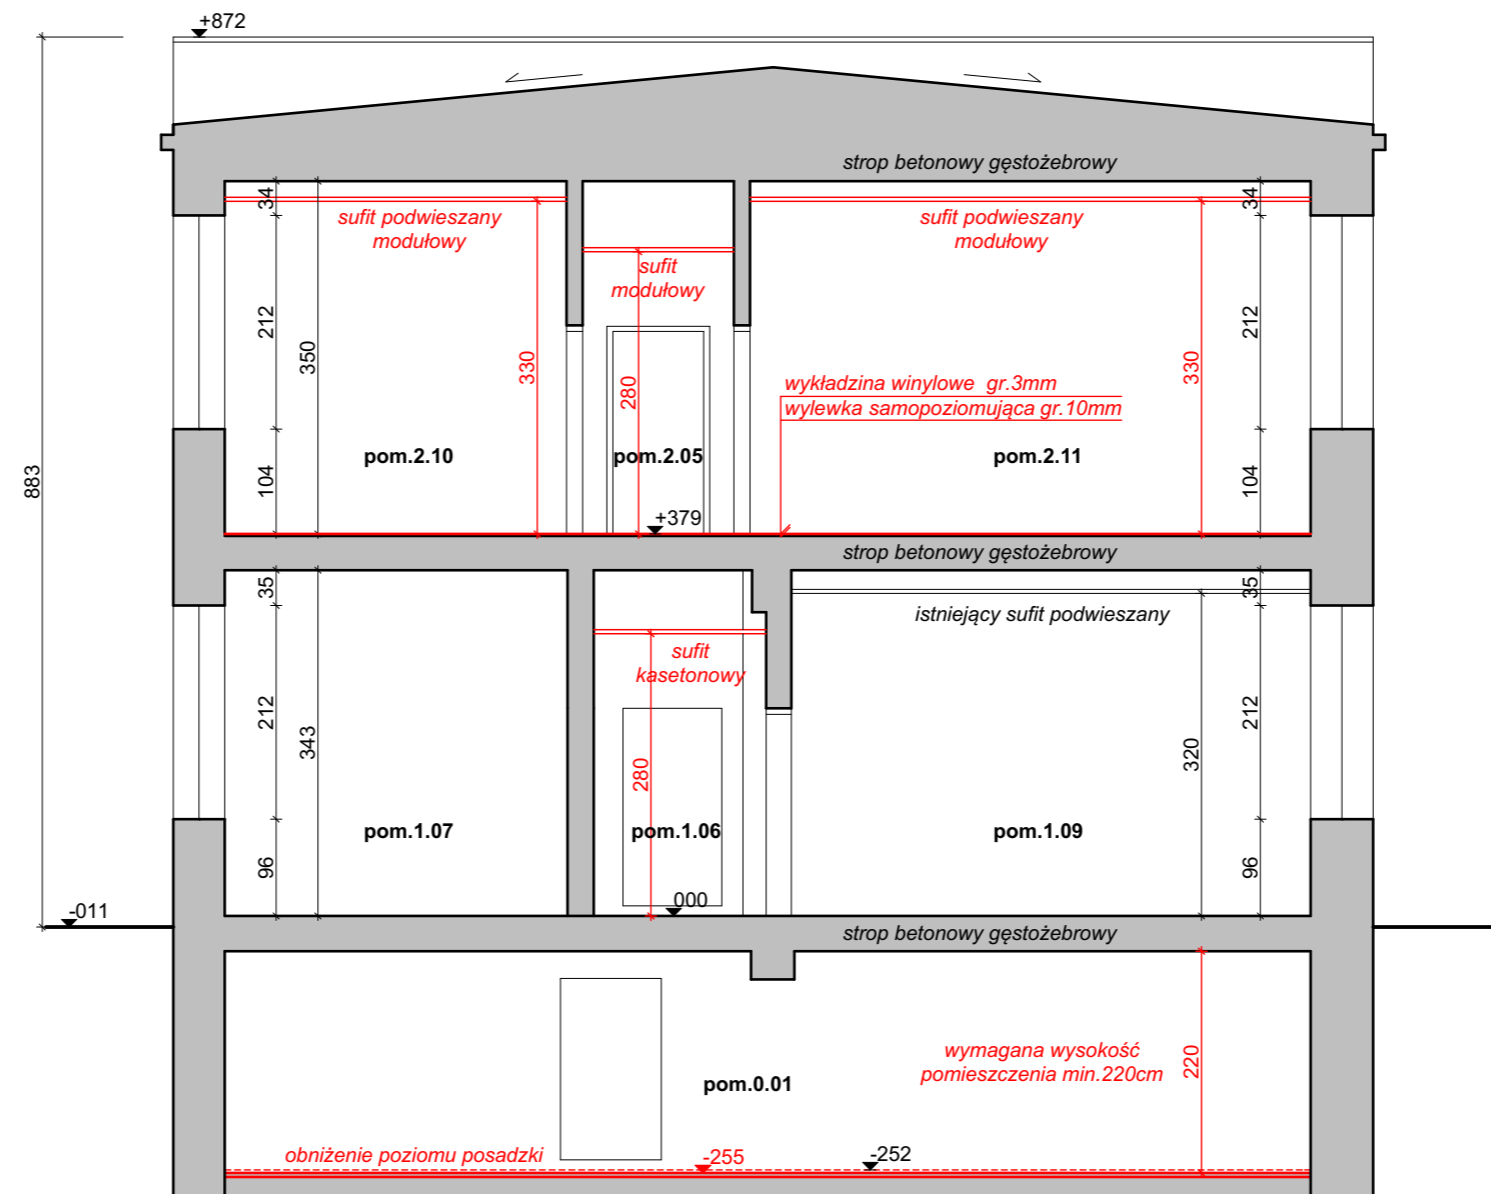 +872
strop betonowy gęstożebrowy
34
34
sufit podwieszany
modułowy
sufit podwieszany
modułowy
sufit
modułowy
212
350
330
280
330
212
wykładzina winylowe gr.3mm
wylewka samopoziomująca gr.10mm
pom.2.10
pom.2.05
pom.2.11
883
104
104
+379
strop betonowy gęstożebrowy
35
35
istniejący sufit podwieszany
sufit
kasetonowy
212
343
280
320
212
pom.1.07
pom.1.06
pom.1.09
96
96
000
-011
strop betonowy gęstożebrowy
wymagana wysokość
pomieszczenia min.220cm
220
pom.0.01
obniżenie poziomu posadzki
-255
-252